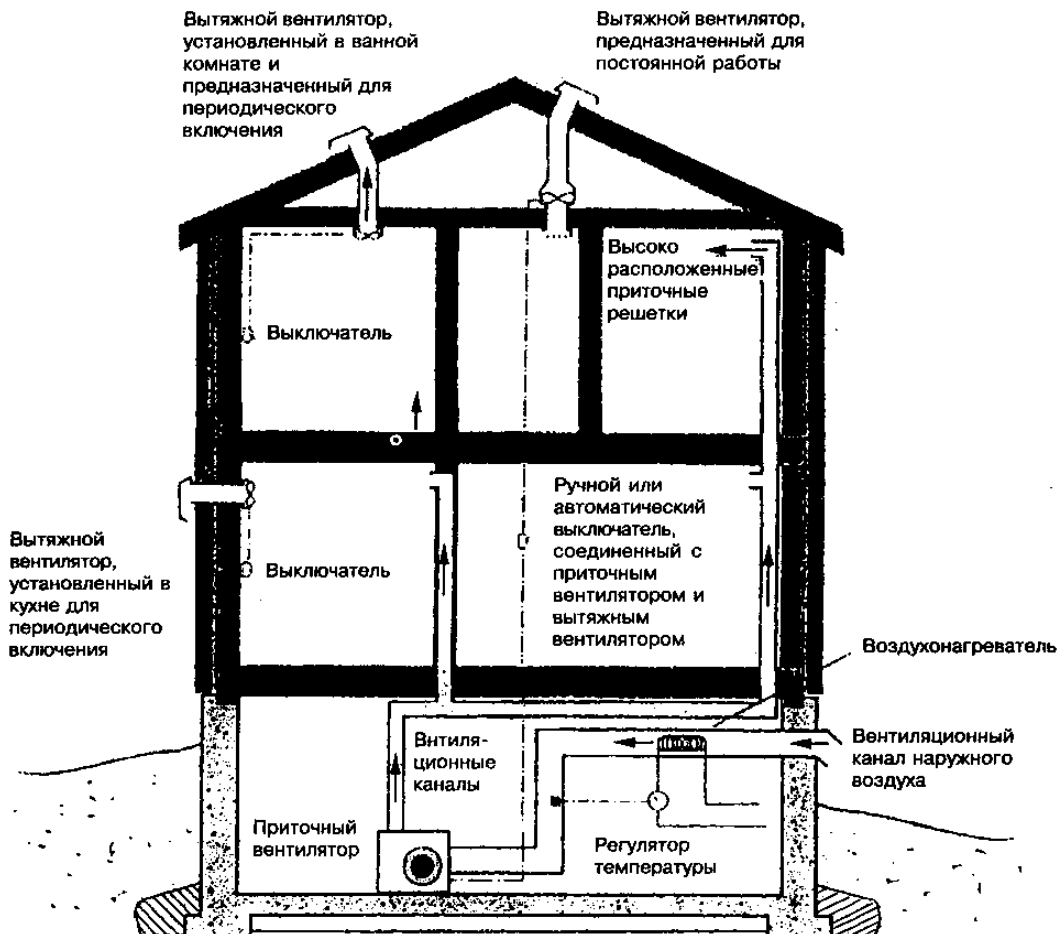 Вытяжной вентилятор,
установленный в ванной
комнате и
предназначенный для
периодического
включения
Вытяжной вентилятор,
предназначенный для
постоянной работы
Высоко
расположенные
приточные
решетки
Выключатель
Вытяжной
вентилятор,
установленный в
кухне для
периодического
включения
Выключатель
Ручной или
автоматический
выключатель,
соединенный с
приточным
вентилятором и
вытяжным
вентилятором
Воздухонагреватель
Внтиля-
ционные
каналы
Вентиляционный
канал наружного
воздуха
Приточный
вентилятор
Регулятор
температуры